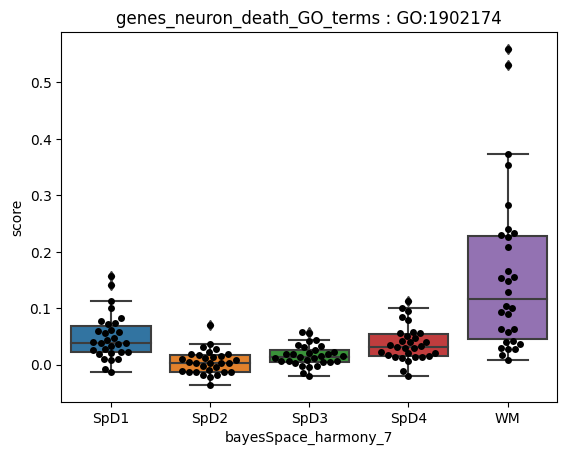 genes_neuron_death_GO_terms : GO:1902174
0.5
0.4
0.3
0.2
0.1
0.0
score
SpD1 SpD2 SpD3 SpD4 WM
bayesSpace_harmony_7